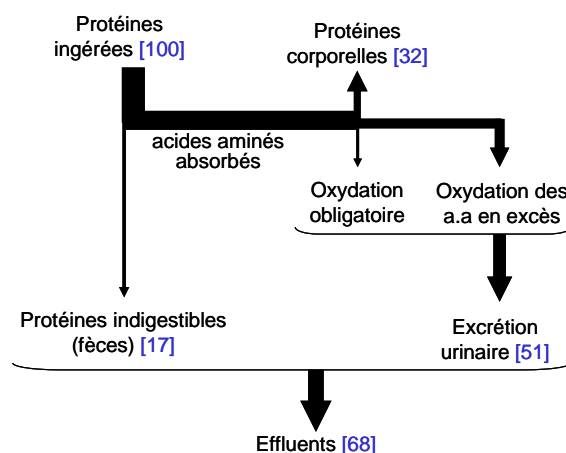 Protéines
ingérées [100]
Protéines
corporelles [32]
acides aminés
absorbés
Oxydation
obligatoire
Oxydation des
a.a en excès
Protéines indigestibles
(fèces) [17]
Excrétion
urinaire [51]
Effluents [68]